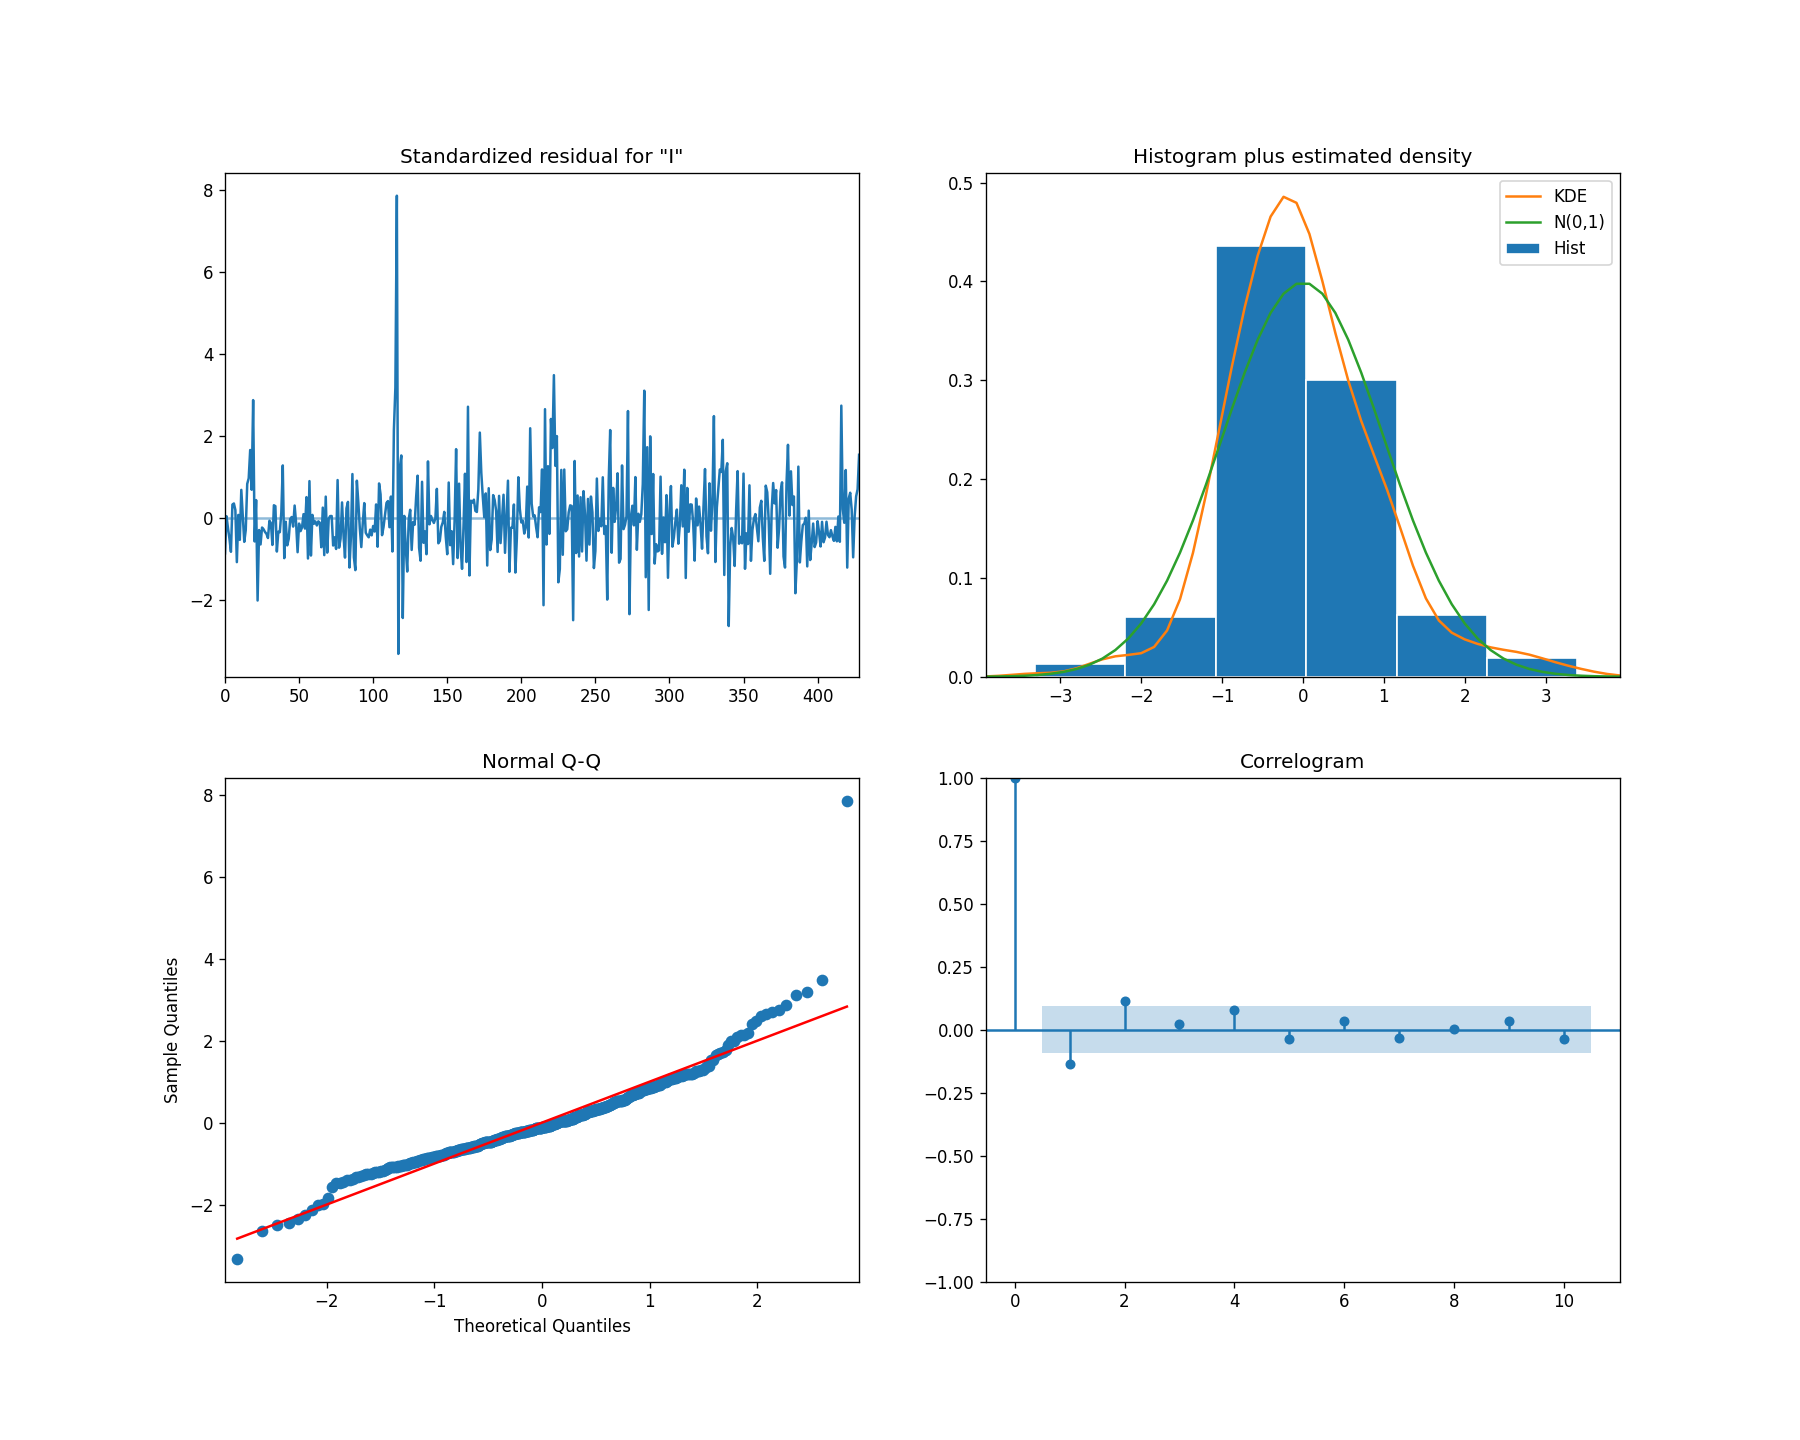 Standardized residual for "I"
8
6
4
2
0
−2
0 50 100 150 200 250 300 350 400
Histogram plus estimated density
KDE
N(0,1)
Hist
0.5
0.4
0.3
0.2
0.1
0.0
−3 −2 −1 0 1 2 3
Normal Q-Q
Sample Quantiles
8
6
4
2
0
−2
−2 −1 0 1 2
Theoretical Quantiles
Correlogram
1.00
0.75
0.50
0.25
0.00
−0.25
−0.50
−0.75
−1.00
0 2 4 6 8 10